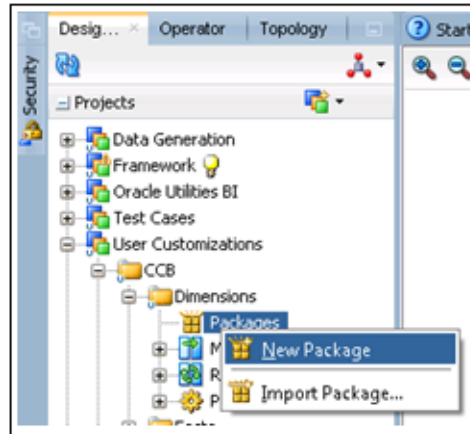 Desig...
Operator
Topology
Start
Security
Projects
Data Generation
Framework
Oracle Utilities BI
Test Cases
User Customizations
CCB
Dimensions
Packages
New Package
M
R
P
Import Package...